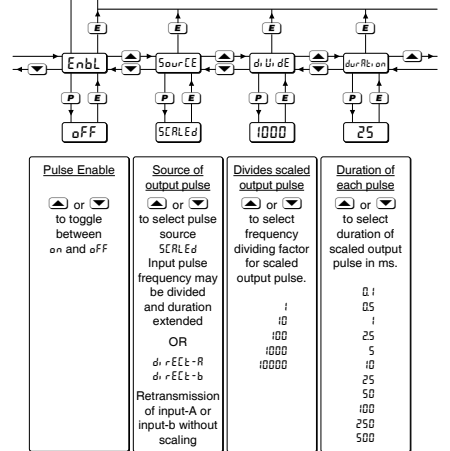 E E E E
EnbL SourCE diUidE durAtion
P E P E P E P E
oFF SCALEd 1000 25
Pulse Enable
or
to toggle
between
on and oFF
Source of
output pulse
or
to select pulse
source
SCALEd
Input pulse
frequency may
be divided
and duration
extended
OR
dirECt-A
dirECt-b
Retransmission
of input-A or
input-b without
scaling
Divides scaled
output pulse
or
to select
frequency
dividing factor
for scaled
output pulse.
1
10
100
1000
10000
Duration of
each pulse
or
to select
duration of
scaled output
pulse in ms.
0.1
0.5
1
2.5
5
10
25
50
100
250
500